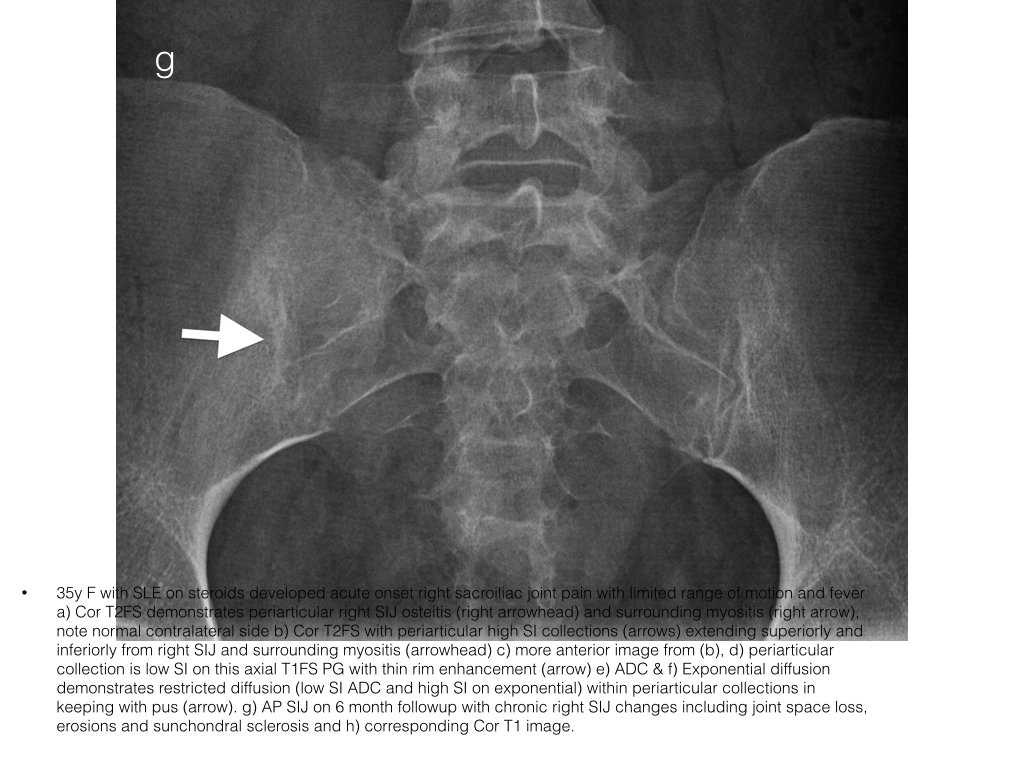 g
• 35y F with SLE on steroids developed acute onset right sacroiliac joint pain with limited range of motion and fever
a) Cor T2FS demonstrates periarticular right SIJ osteitis (right arrowhead) and surrounding myositis (right arrow),
note normal contralateral side b) Cor T2FS with periarticular high SI collections (arrows) extending superiorly and
inferiorly from right SIJ and surrounding myositis (arrowhead) c) more anterior image from (b), d) periarticular
collection is low SI on this axial T1FS PG with thin rim enhancement (arrow) e) ADC & f) Exponential diffusion
demonstrates restricted diffusion (low SI ADC and high SI on exponential) within periarticular collections in
keeping with pus (arrow). g) AP SIJ on 6 month followup with chronic right SIJ changes including joint space loss,
erosions and sunchondral sclerosis and h) corresponding Cor T1 image.